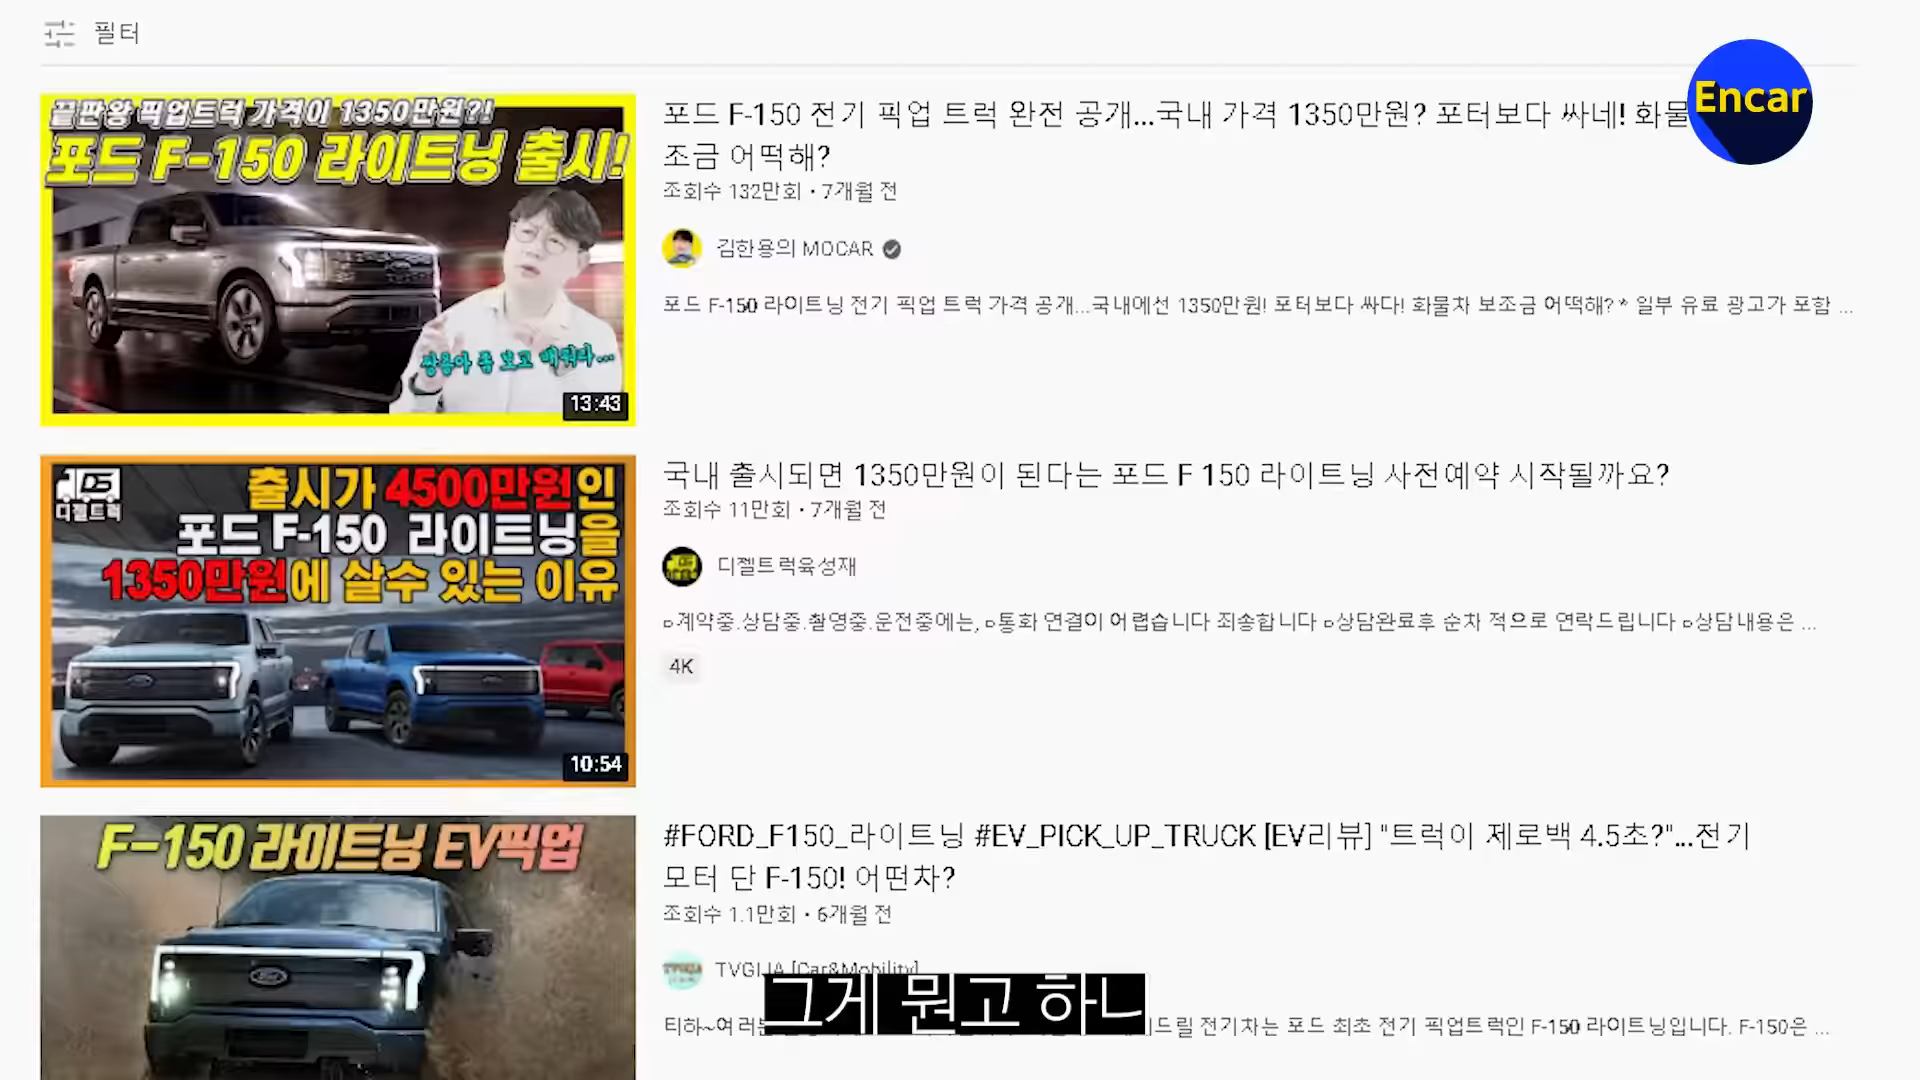 필터
Encar
끝판왕 픽업트럭 가격이 1350만원?!
포드 F-150 라이트닝 출시!
쌍용아 좀 보고 배워라...
13:43
포드 F-150 전기 픽업 트럭 완전 공개...국내 가격 1350만원? 포터보다 싸네! 화물
조금 어떡해?
조회수 132만회 • 7개월 전
김한용의 MOCAR
포드 F-150 라이트닝 전기 픽업 트럭 가격 공개...국내에선 1350만원! 포터보다 싸다! 화물차 보조금 어떡해? * 일부 유료 광고가 포함 ...
DS
디젤트럭
출시가 4500만원인
포드 F-150 라이트닝을
1350만원에 살수 있는 이유
10:54
국내 출시되면 1350만원이 된다는 포드 F 150 라이트닝 사전예약 시작될까요?
조회수 11만회 • 7개월 전
디젤트럭육성재
▫계약중.상담중.촬영중.운전중에는, ▫통화 연결이 어렵습니다 죄송합니다 ▫상담완료후 순차 적으로 연락드립니다 ▫상담내용은 ...
4K
F-150 라이트닝 EV픽업
#FORD_F150_라이트닝 #EV_PICK_UP_TRUCK [EV리뷰] "트럭이 제로백 4.5초?"...전기
모터 단 F-150! 어떤차?
조회수 1.1만회 • 6개월 전
TVGIJA [Car&Mobility]
티하~여러
드릴 전기차는 포드 최초 전기 픽업트럭인 F-150 라이트닝입니다. F-150은 ...
그게 뭔고 하니